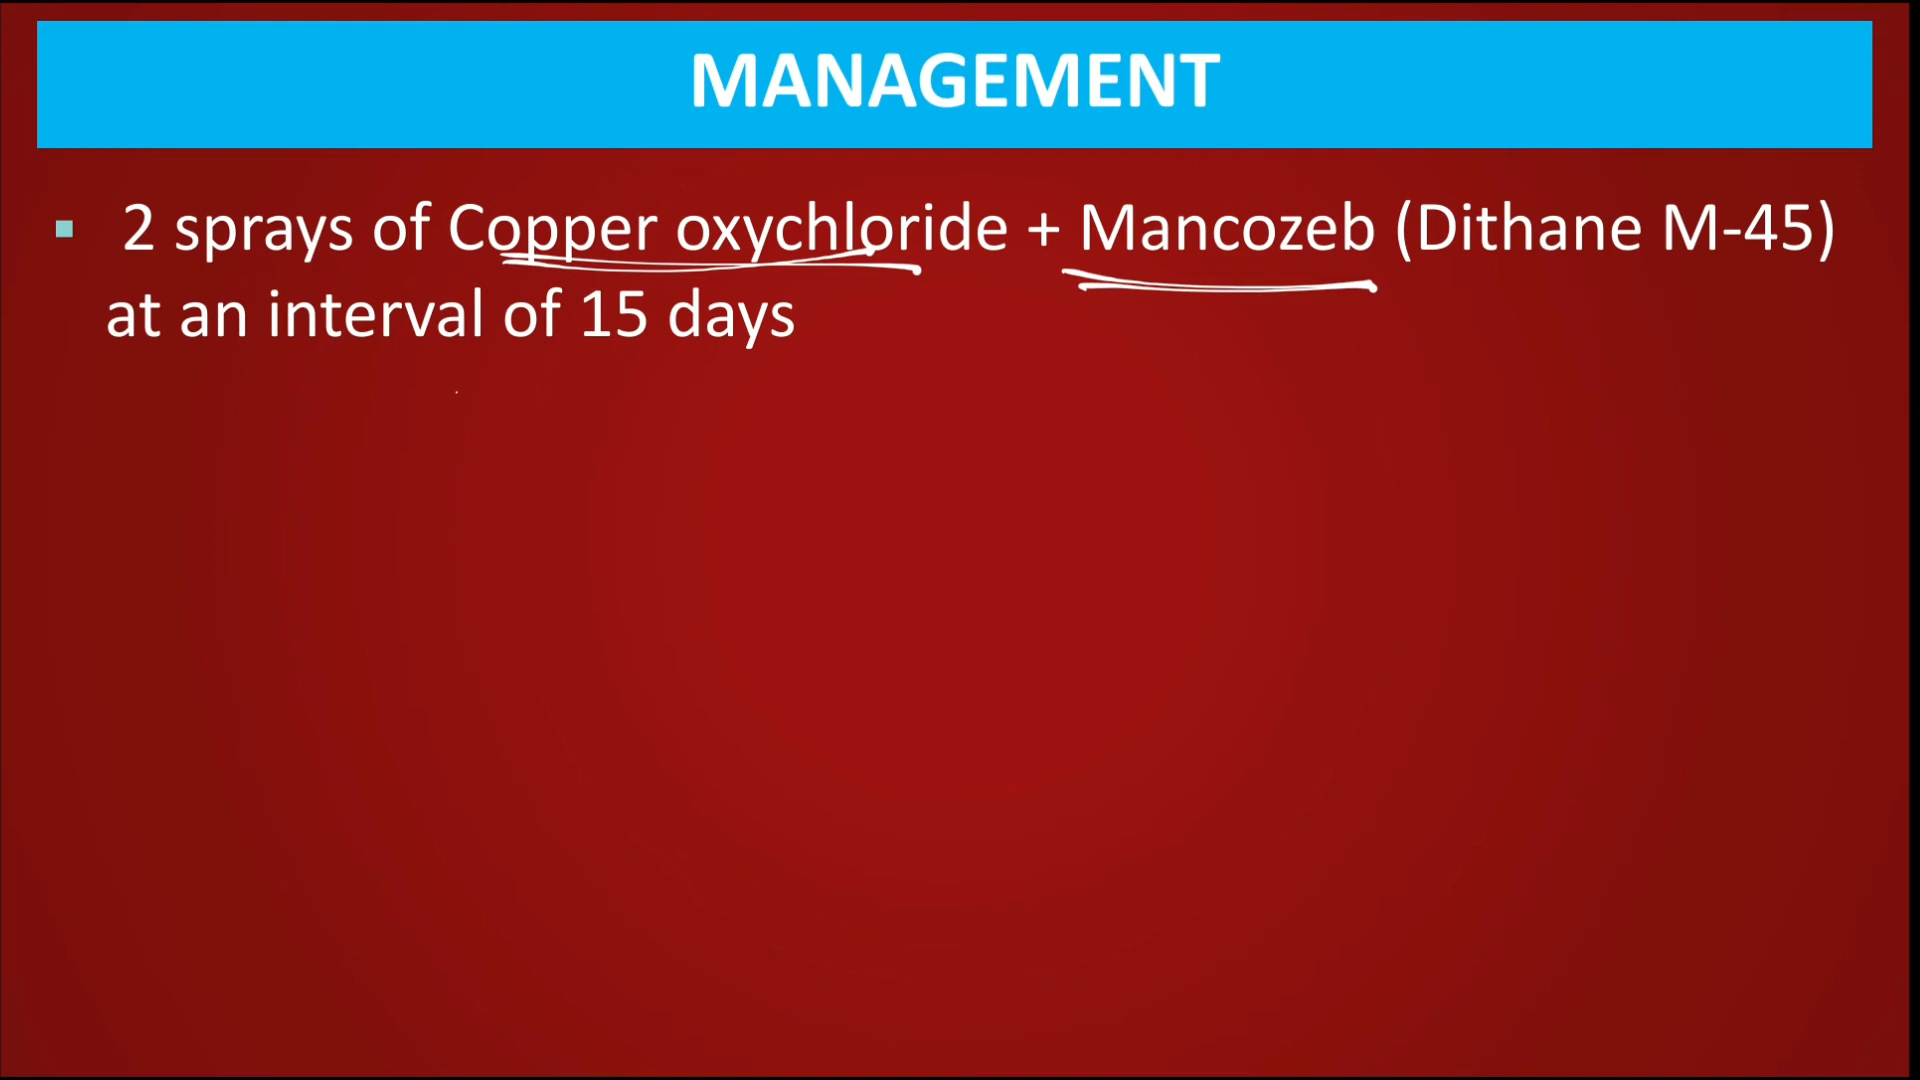 MANAGEMENT
▪ 2 sprays of Copper oxychloride + Mancozeb (Dithane M-45)
at an interval of 15 days